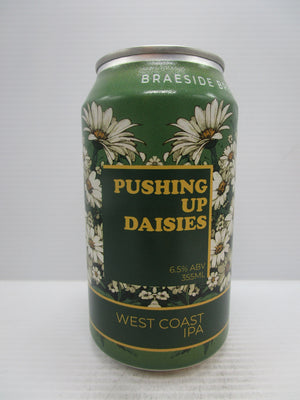 BRAESIDE
PUSHING
UP
DAISIES
6.5% ABV
355ML
WEST COAST
IPA